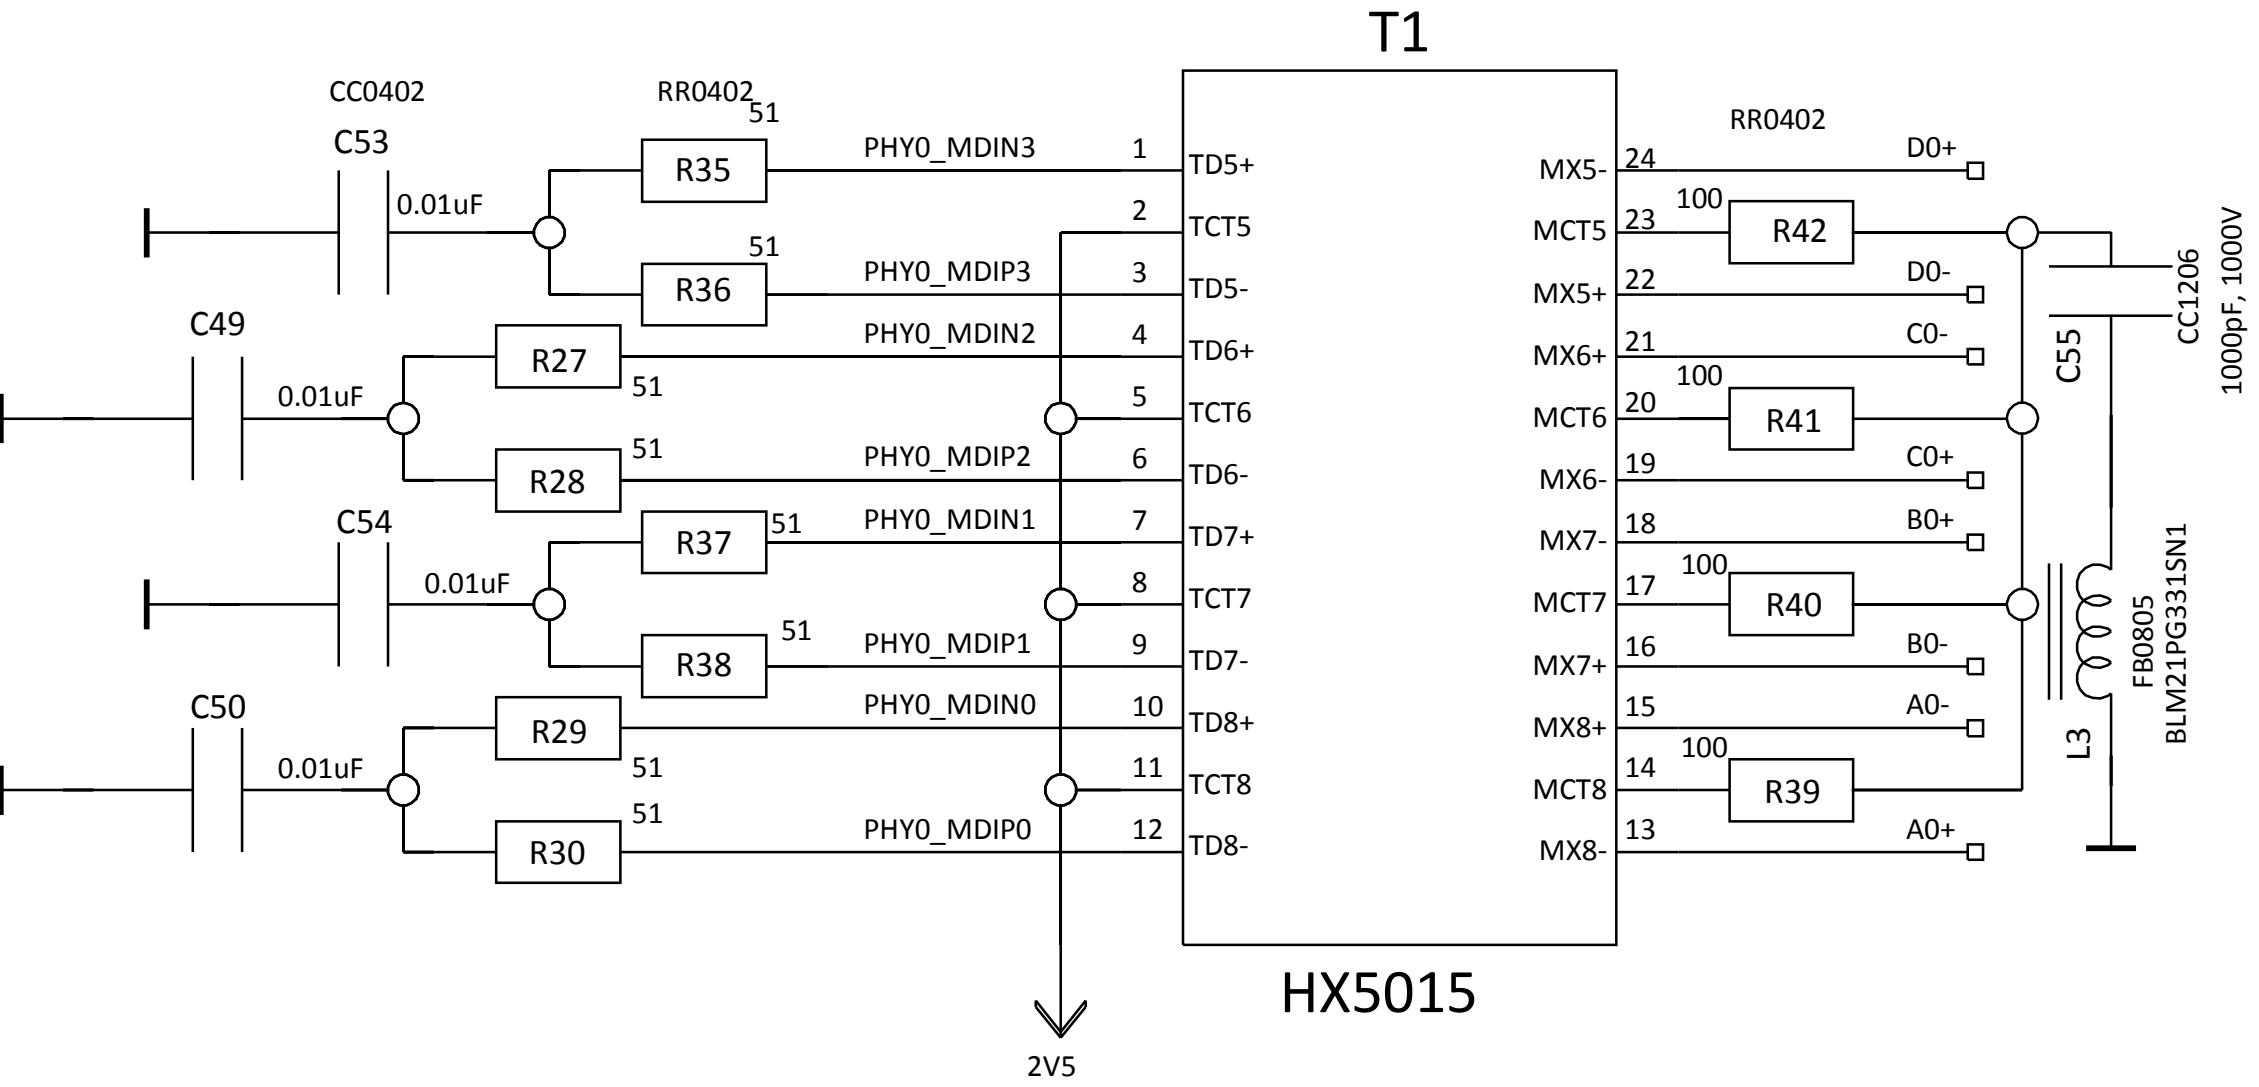 T1
CC0402
RR0402
51
C53
RR0402
PHY0_MDIN3
1
TD5+
MX5-
24
D0+
R35
0.01uF
2
TCT5
MCT5
23
100
R42
51
R36
PHY0_MDIP3
3
TD5-
MX5+
22
D0-
CC1206
1000pF, 1000V
C55
C49
R27
51
PHY0_MDIN2
4
TD6+
MX6+
21
C0-
0.01uF
5
TCT6
MCT6
20
100
R41
51
R28
PHY0_MDIP2
6
TD6-
MX6-
19
C0+
C54
R37
51
PHY0_MDIN1
7
TD7+
MX7-
18
B0+
0.01uF
8
TCT7
MCT7
17
100
R40
51
R38
PHY0_MDIP1
9
TD7-
MX7+
16
B0-
FB0805
BLM21PG331SN1
L3
C50
R29
51
PHY0_MDIN0
10
TD8+
MX8+
15
A0-
0.01uF
11
TCT8
MCT8
14
100
R39
51
R30
PHY0_MDIP0
12
TD8-
MX8-
13
A0+
HX5015
2V5